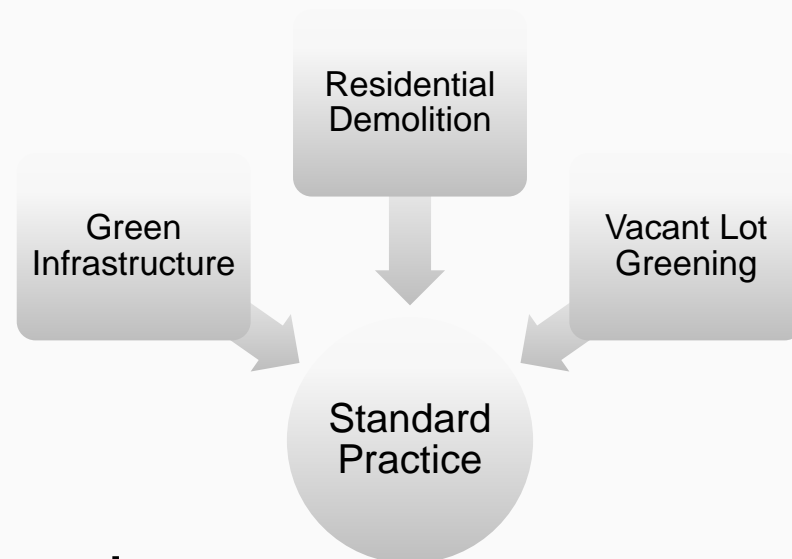 Residential
Demolition
Green
Infrastructure
Vacant Lot
Greening
Standard
Practice